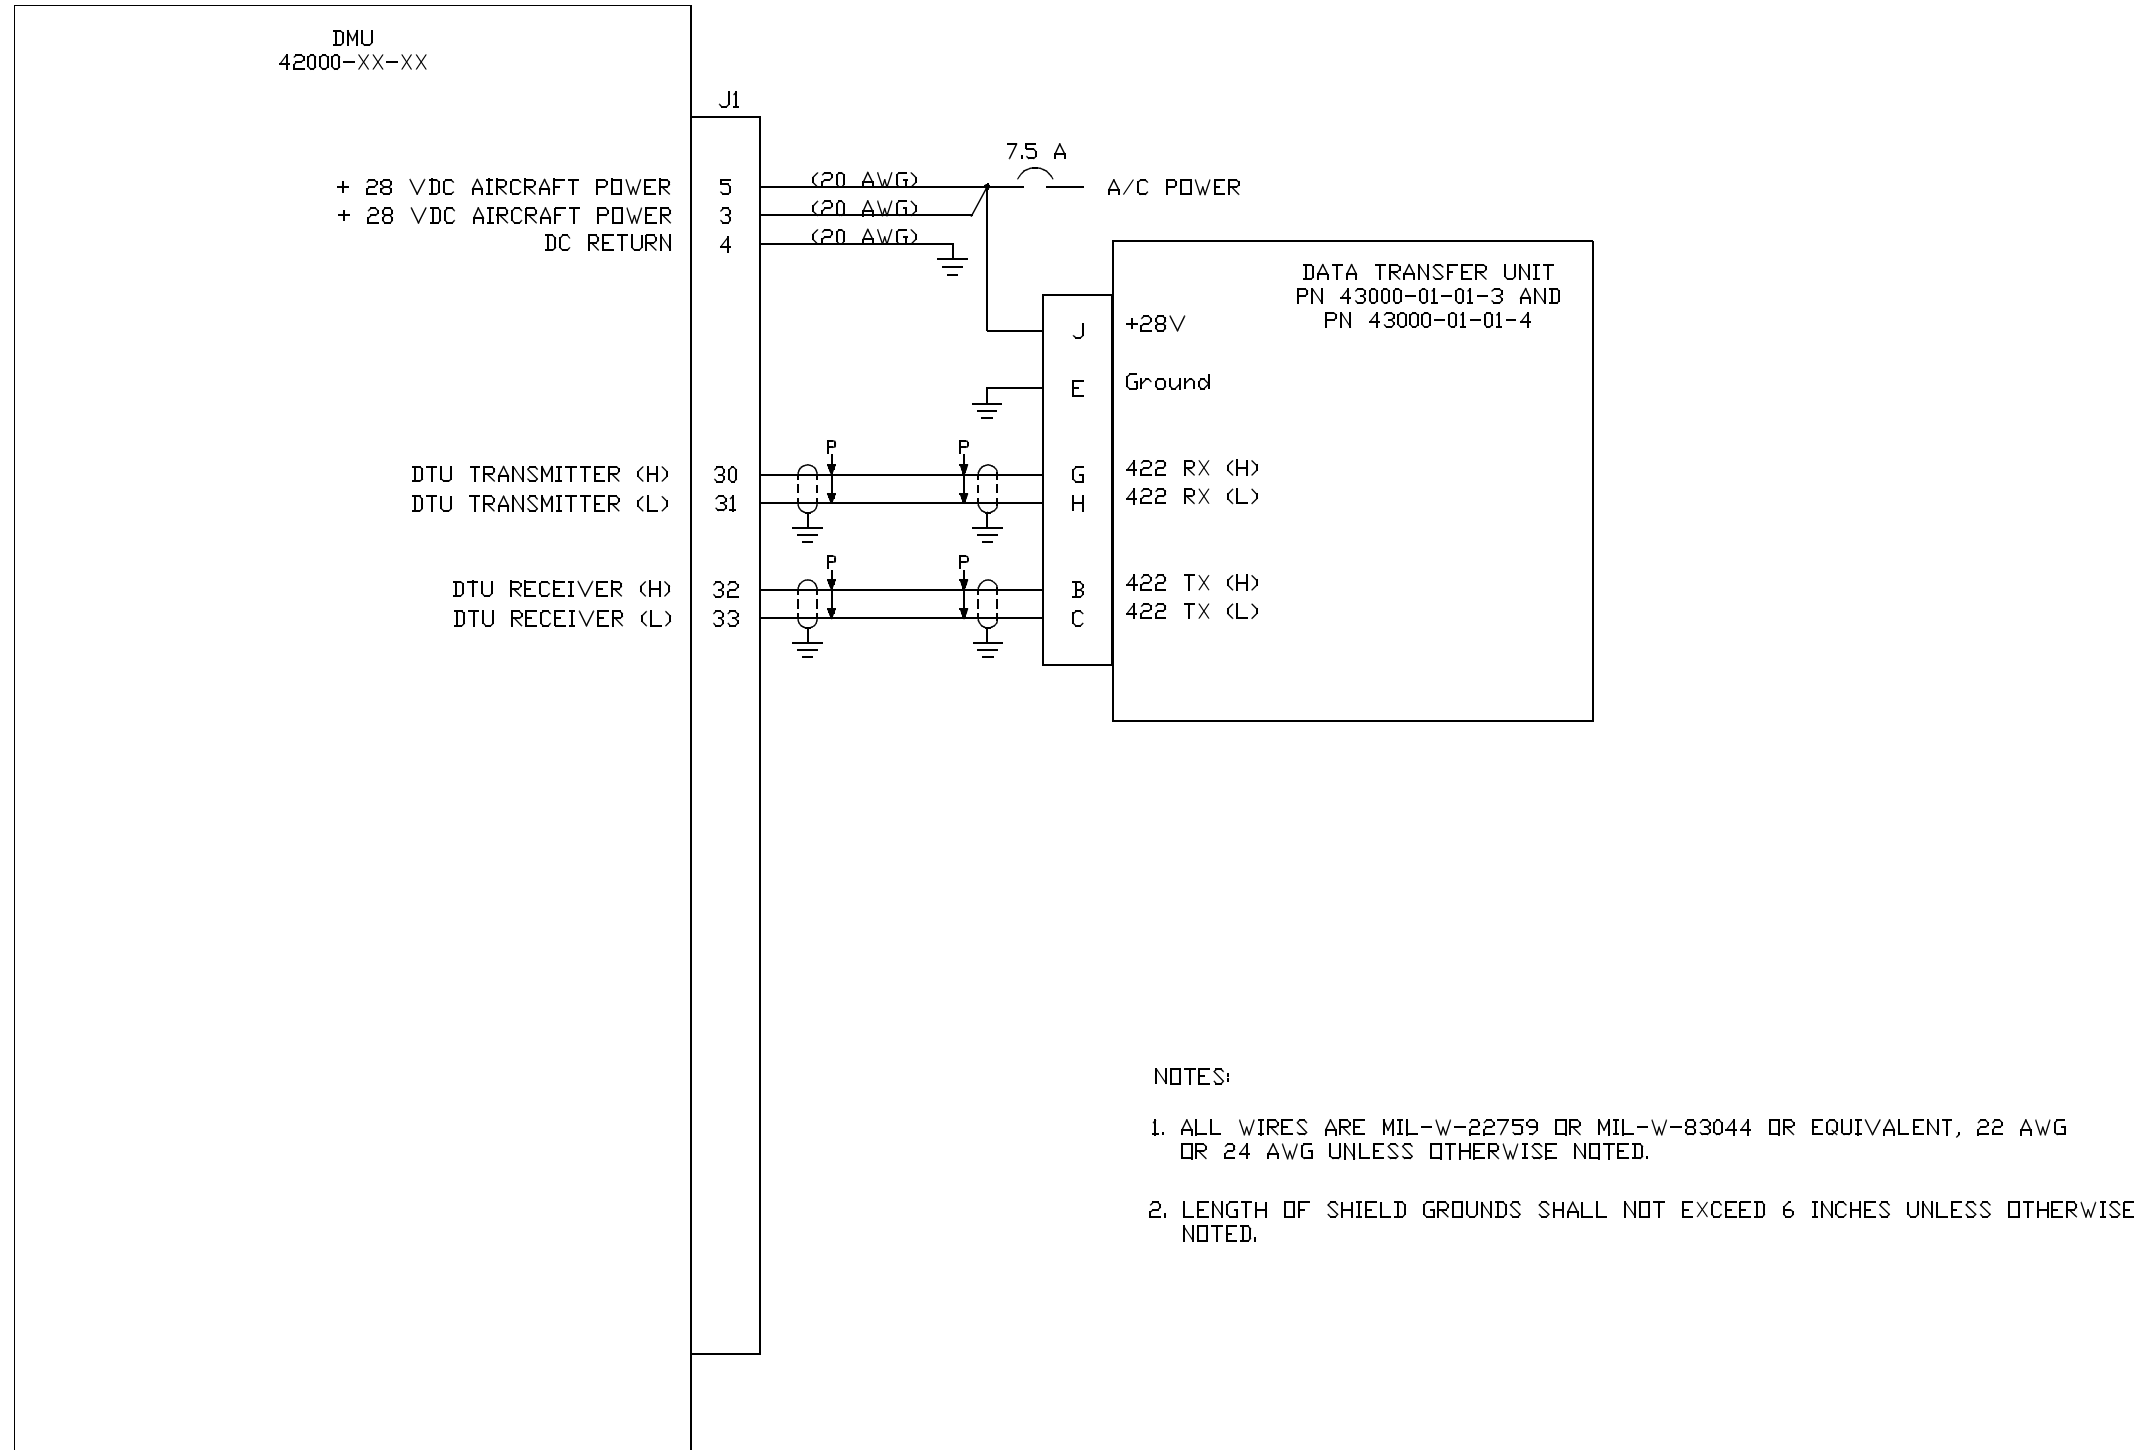 DMU
42000-XX-XX
J1
7.5 A
+ 28 VDC AIRCRAFT POWER 5 (20 AWG) A/C POWER
+ 28 VDC AIRCRAFT POWER 3 (20 AWG)
DC RETURN 4 (20 AWG)
DATA TRANSFER UNIT
PN 43000-01-01-3 AND
PN 43000-01-01-4
J +28V
E Ground
P P
DTU TRANSMITTER (H) 30 G 422 RX (H)
DTU TRANSMITTER (L) 31 H 422 RX (L)
P P
DTU RECEIVER (H) 32 B 422 TX (H)
DTU RECEIVER (L) 33 C 422 TX (L)
NOTES:
1. ALL WIRES ARE MIL-W-22759 OR MIL-W-83044 OR EQUIVALENT, 22 AWG
OR 24 AWG UNLESS OTHERWISE NOTED.
2. LENGTH OF SHIELD GROUNDS SHALL NOT EXCEED 6 INCHES UNLESS OTHERWISE
NOTED.